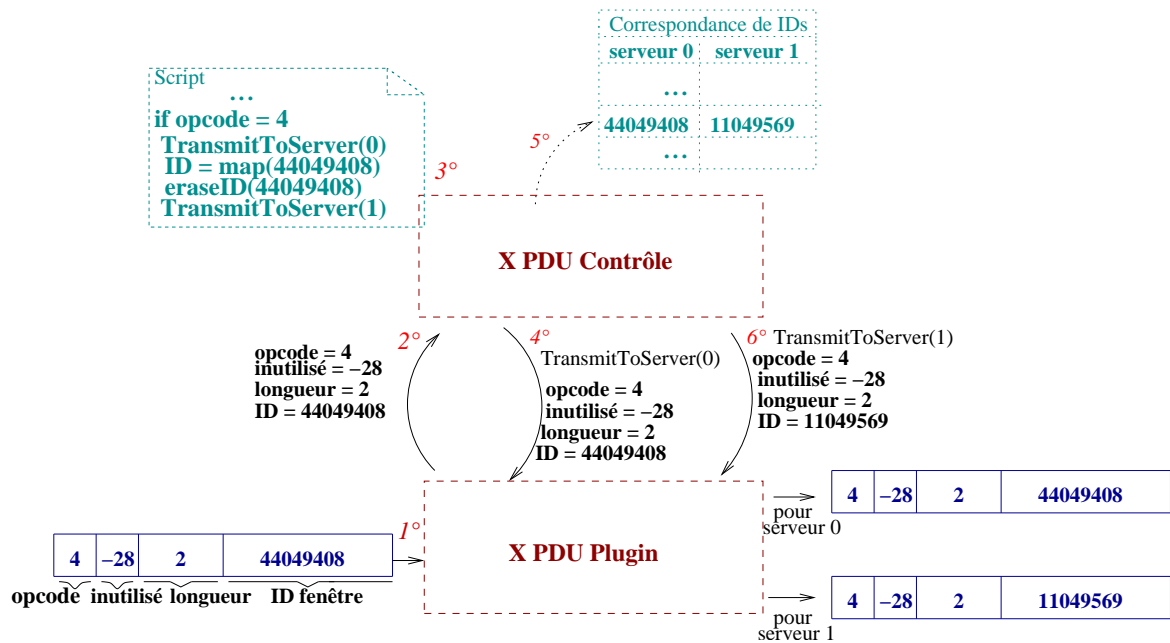 Correspondance de IDs
serveur 0 serveur 1
...
44049408 11049569
...
Script
...
if opcode = 4
TransmitToServer(0)
ID = map(44049408)
eraseID(44049408)
TransmitToServer(1)
3°
5°
X PDU Contrôle
2°
opcode = 4
inutilisé = −28
longueur = 2
ID = 44049408
4°
TransmitToServer(0)
opcode = 4
inutilisé = −28
longueur = 2
ID = 44049408
6° TransmitToServer(1)
opcode = 4
inutilisé = −28
longueur = 2
ID = 11049569
1°
4 −28 2 44049408
opcode inutilisé longueur ID fenêtre
X PDU Plugin
pour
serveur 0
4 −28 2 44049408
pour
serveur 1
4 −28 2 11049569